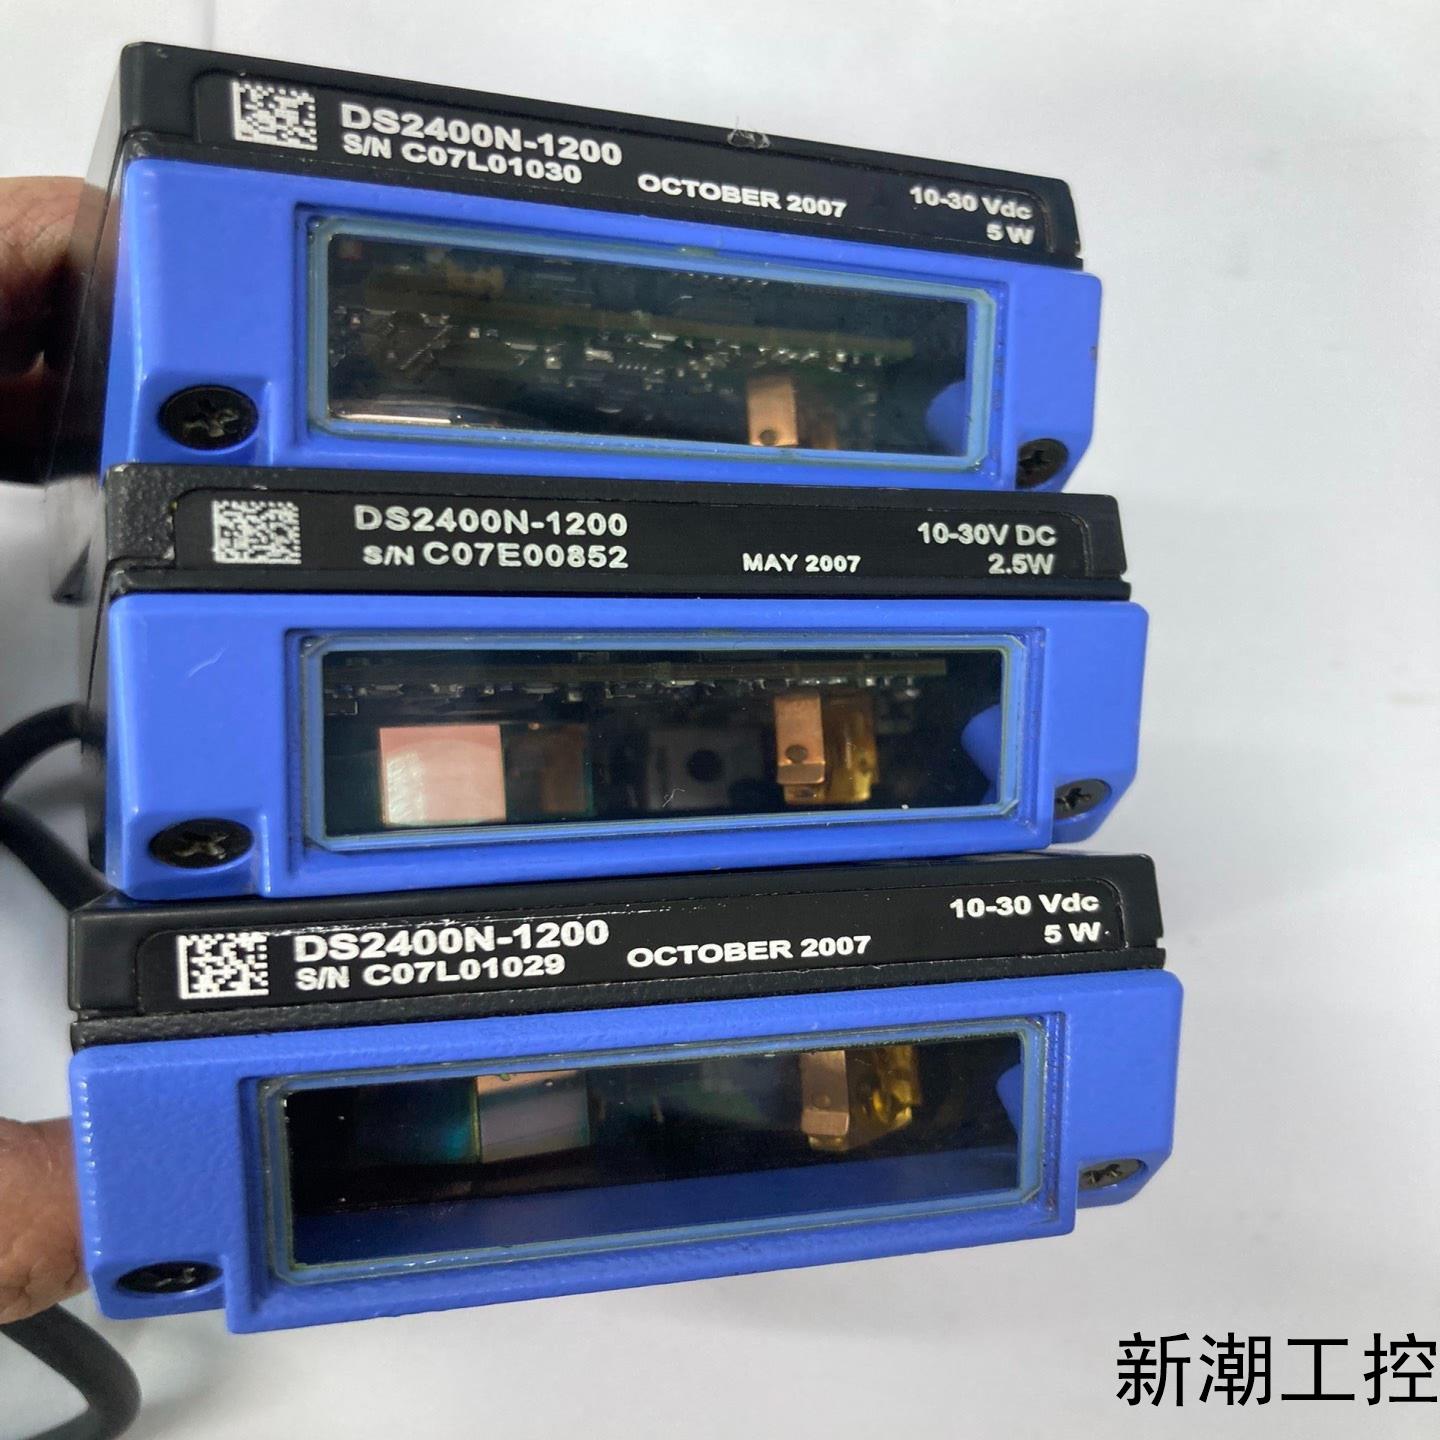 DS2400N-1200
S/N C07L01030
OCTOBER 2007
10-30 Vdc
5 W
DS2400N-1200
S/N C07E00852
MAY 2007
10-30V DC
2.5W
DS2400N-1200
S/N C07L01029
OCTOBER 2007
10-30 Vdc
5 W
新潮工控